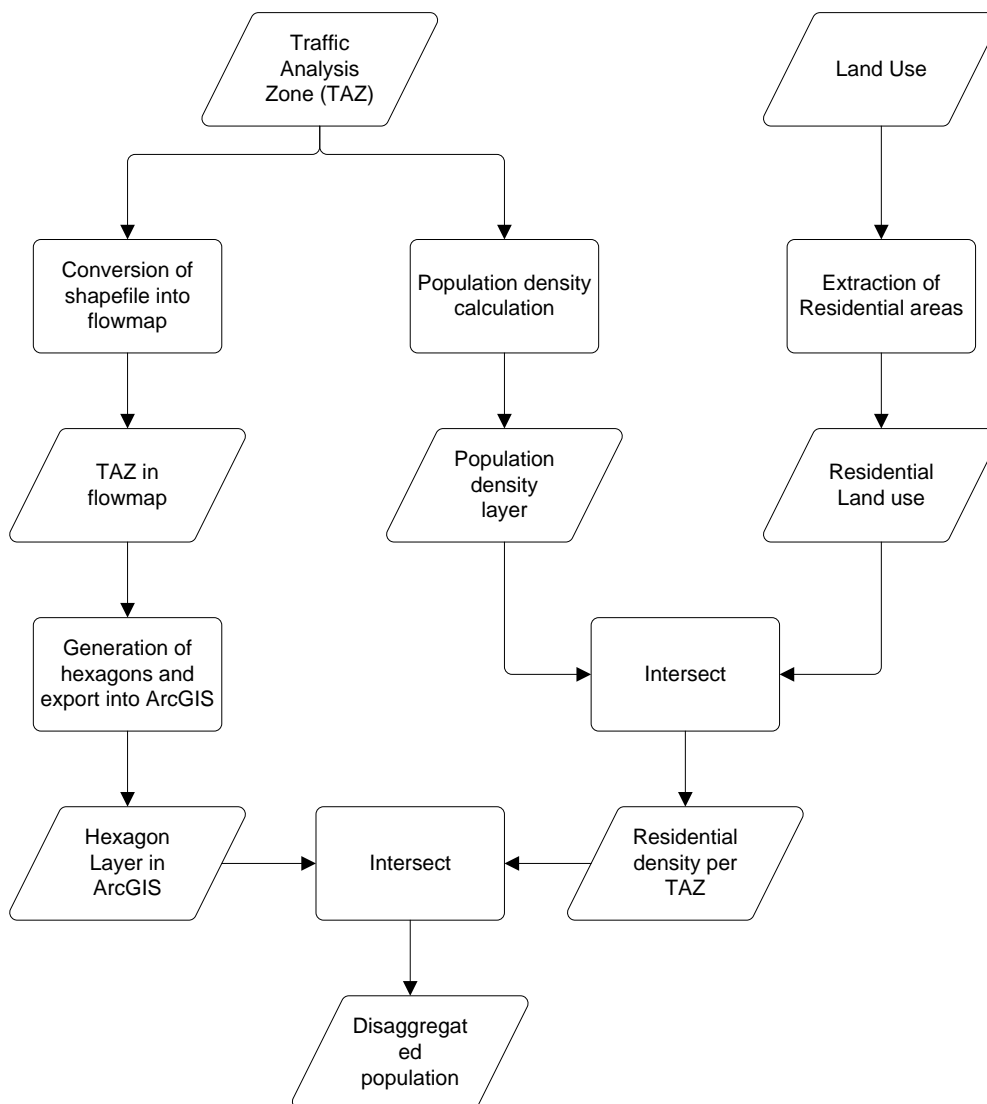 Traffic
Analysis
Zone (TAZ)
Land Use
Conversion of
shapefile into
flowmap
Population density
calculation
Extraction of
Residential areas
TAZ in
flowmap
Population
density
layer
Residential
Land use
Generation of
hexagons and
export into ArcGIS
Intersect
Hexagon
Layer in
ArcGIS
Intersect
Residential
density per
TAZ
Disaggregat
ed
population